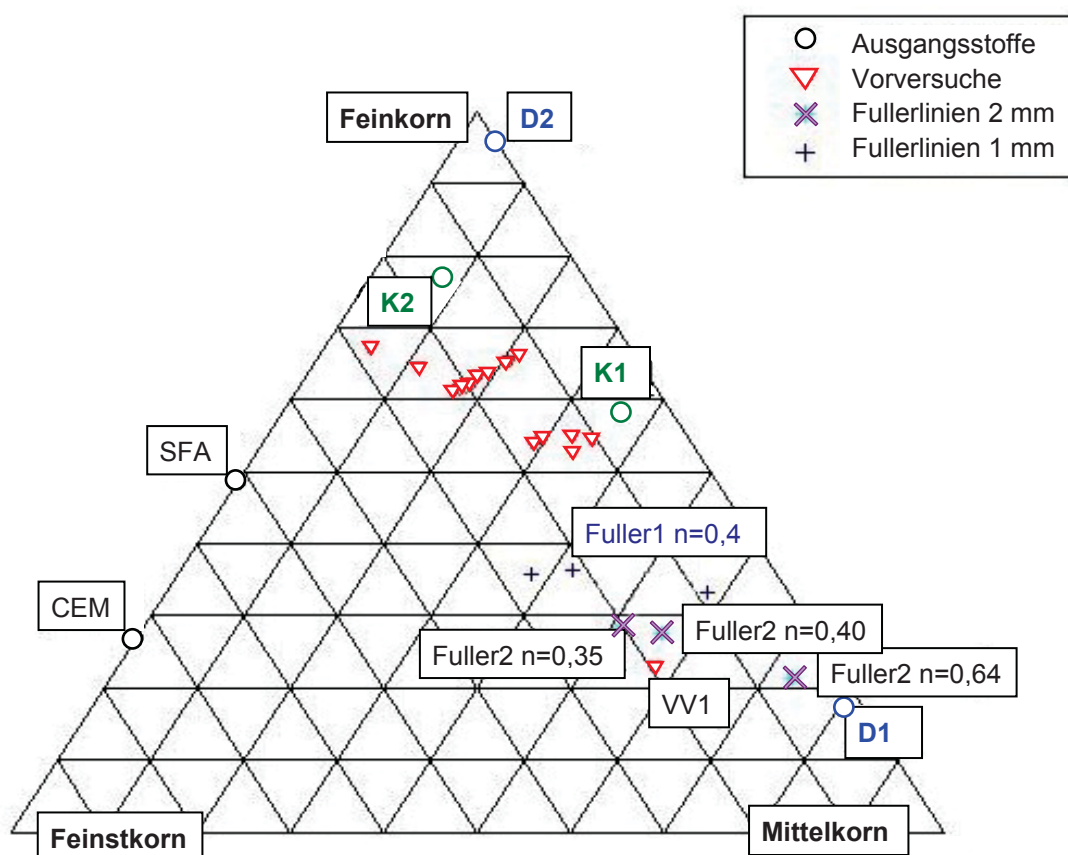 Ausgangsstoffe
Vorversuche
Fullerlinien 2 mm
Fullerlinien 1 mm
Feinkorn
D2
K2
K1
SFA
Fuller1 n=0,4
CEM
Fuller2 n=0,40
Fuller2 n=0,35
Fuller2 n=0,64
VV1
D1
Feinstkorn
Mittelkorn